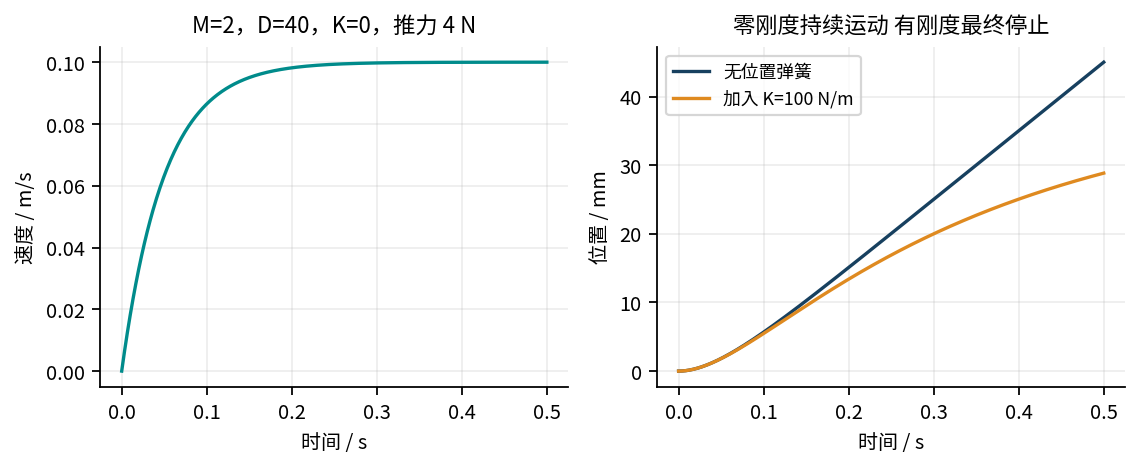 M=2，D=40，K=0，推力 4 N
速度 / m/s
0.10
0.08
0.06
0.04
0.02
0.00
0.0 0.1 0.2 0.3 0.4 0.5
时间 / s
零刚度持续运动 有刚度最终停止
无位置弹簧
加入 K=100 N/m
位置 / mm
40
30
20
10
0
0.0 0.1 0.2 0.3 0.4 0.5
时间 / s